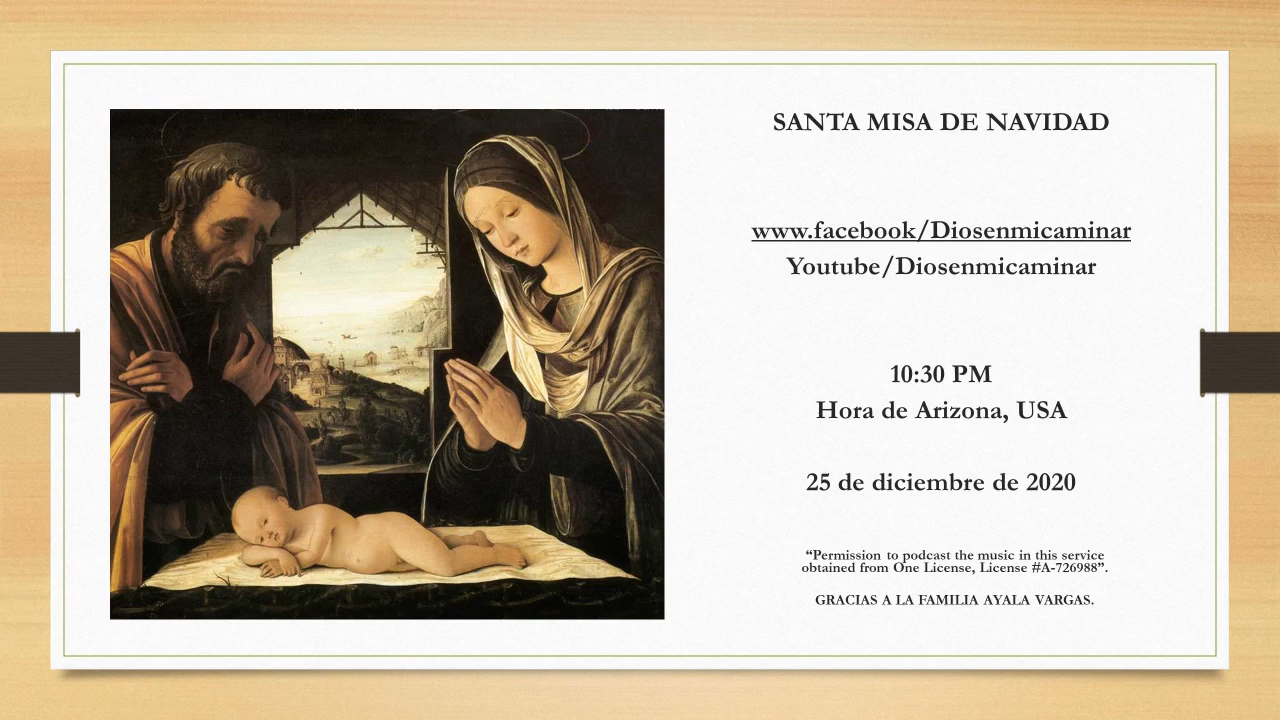 SANTA MISA DE NAVIDAD
www.facebook/Diosenmicaminar
Youtube/Diosenmicaminar
10:30 PM
Hora de Arizona, USA
25 de diciembre de 2020
“Permission to podcast the music in this service
obtained from One License, License #A-726988”.
GRACIAS A LA FAMILIA AYALA VARGAS.